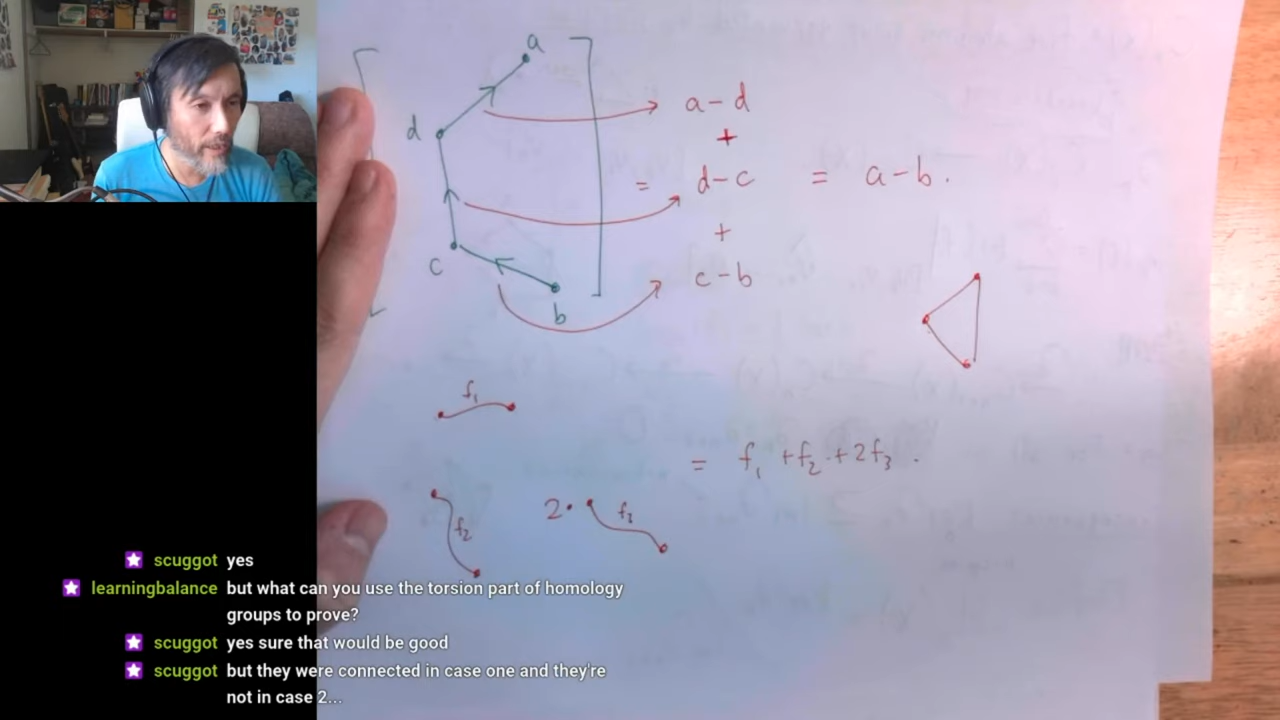 a
a - d
+
d
= d - c = a - b.
+
c
c - b
b
f₁
= f₁ + f₂ + 2f₃.
2· f₃
f₂
scuggot yes
learningbalance but what can you use the torsion part of homology
groups to prove?
scuggot yes sure that would be good
scuggot but they were connected in case one and they're
not in case 2...